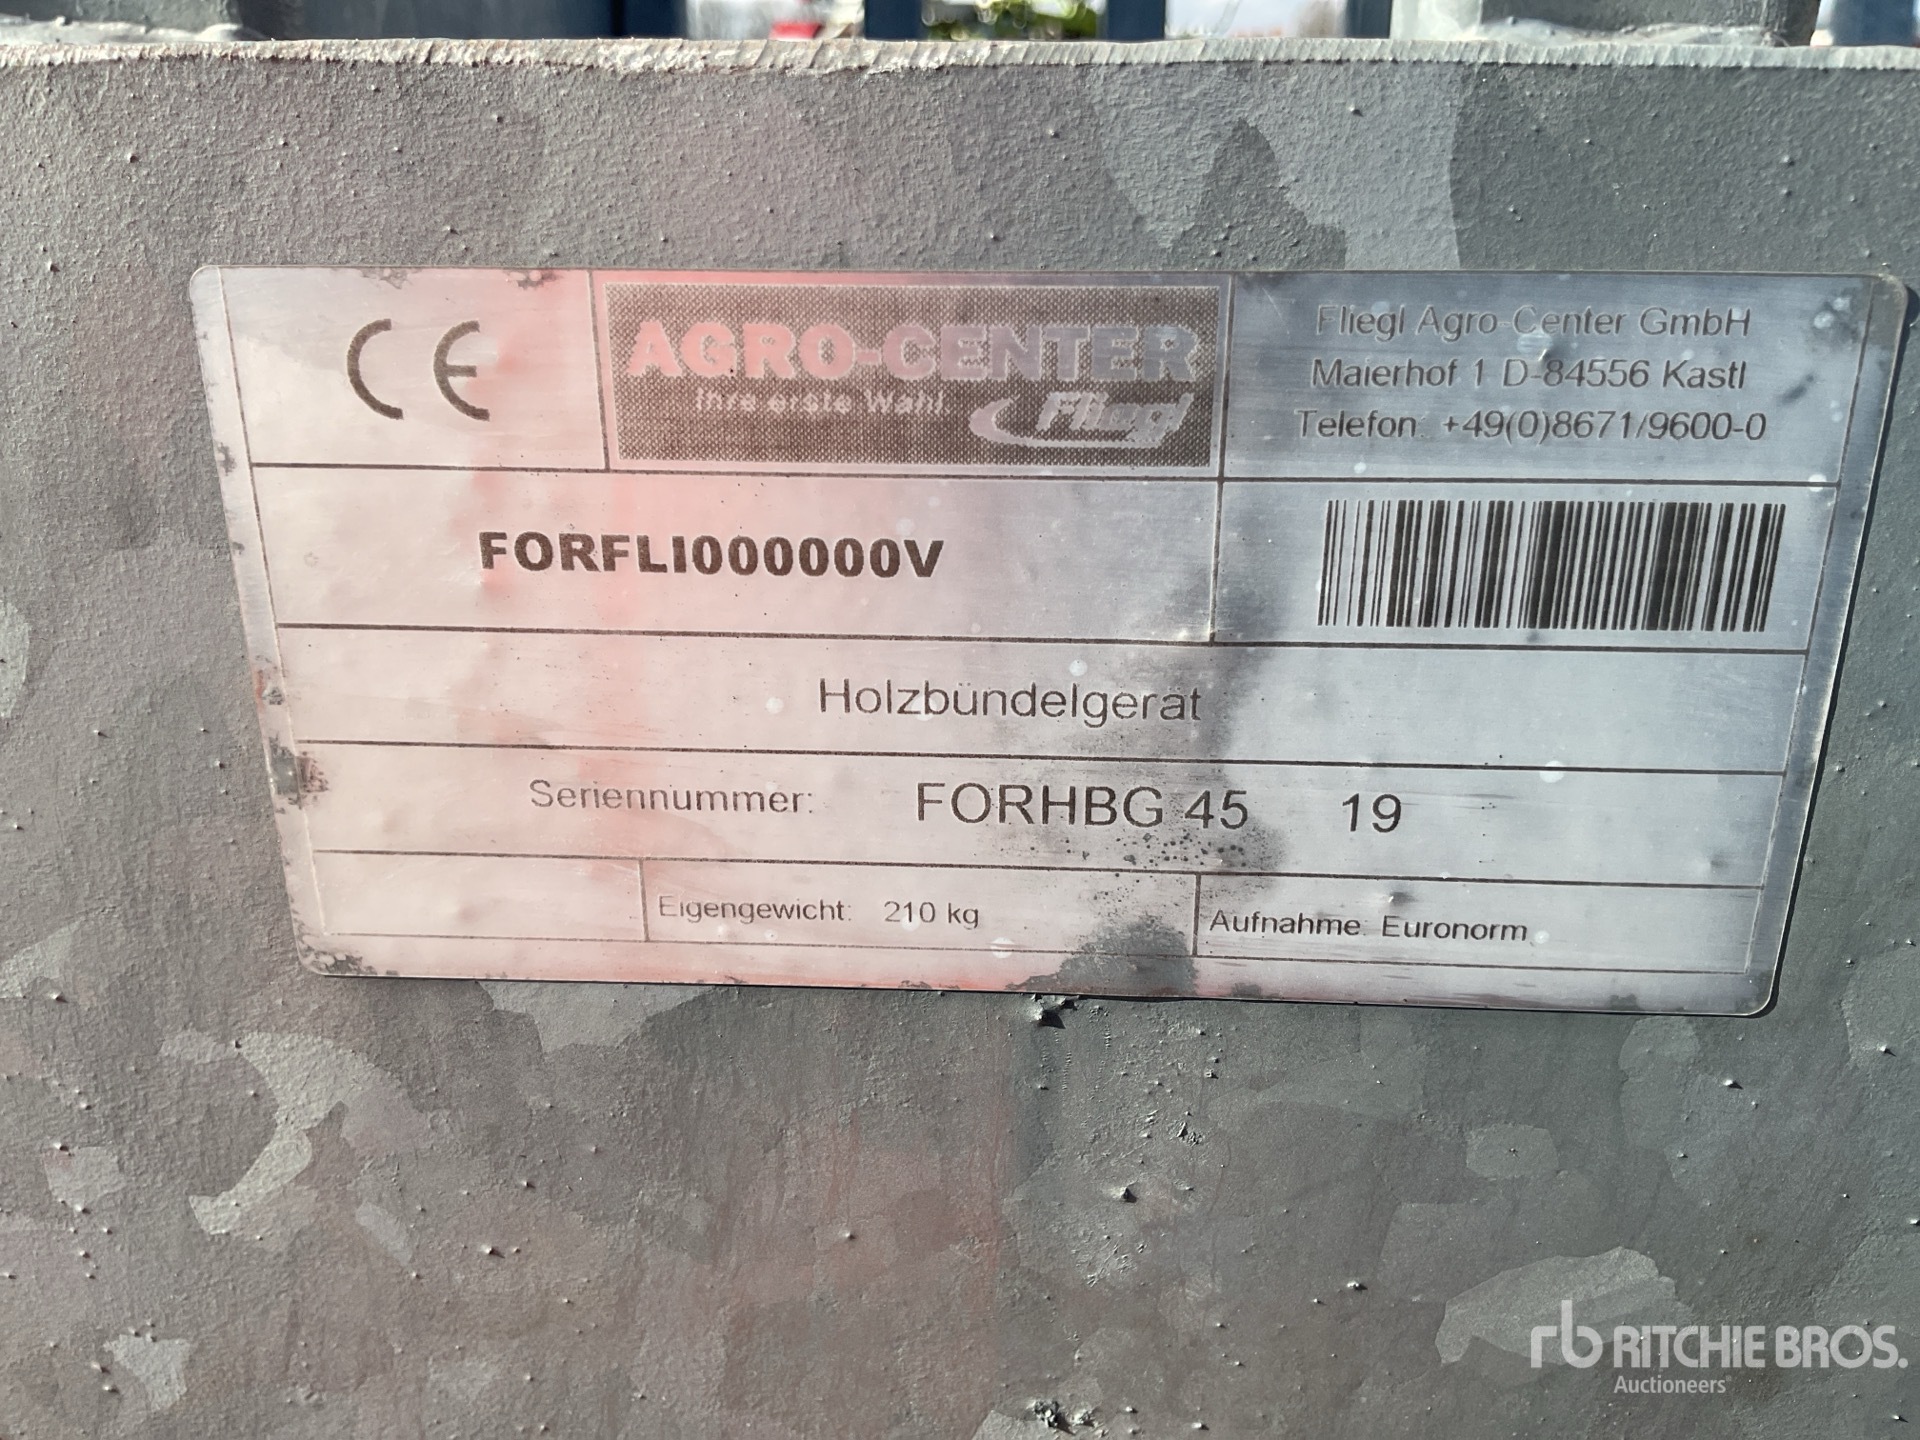 CE
AGRO-CENTER
Ihre erste Wahl.
Fliegl
Fliegl Agro-Center GmbH
Maierhof 1 D-84556 Kastl
Telefon: +49(0)8671/9600-0
FORFLI000000V
Holzbündelgerät
Seriennummer: FORHBG 45 19
Eigengewicht: 210 kg
Aufnahme: Euronorm
rb RITCHIE BROS.
Auctioneers